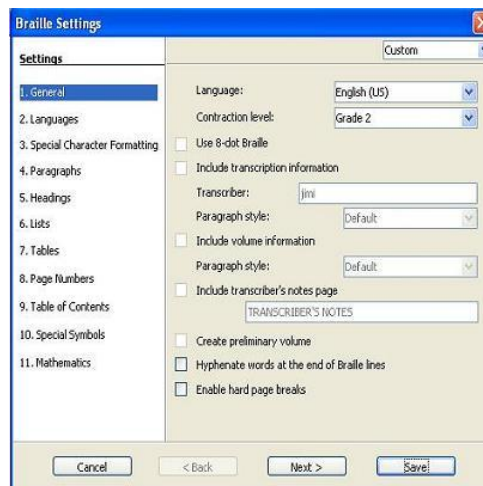 Braille Settings
Custom
Settings
1. General
2. Languages
3. Special Character Formatting
4. Paragraphs
5. Headings
6. Lists
7. Tables
8. Page Numbers
9. Table of Contents
10. Special Symbols
11. Mathematics
Language: English (US)
Contraction level: Grade 2
Use 8-dot Braille
Include transcription information
Transcriber: jimi
Paragraph style: Default
Include volume information
Paragraph style: Default
Include transcriber's notes page
TRANSCRIBER'S NOTES
Create preliminary volume
Hyphenate words at the end of Braille lines
Enable hard page breaks
Cancel < Back Next > Save